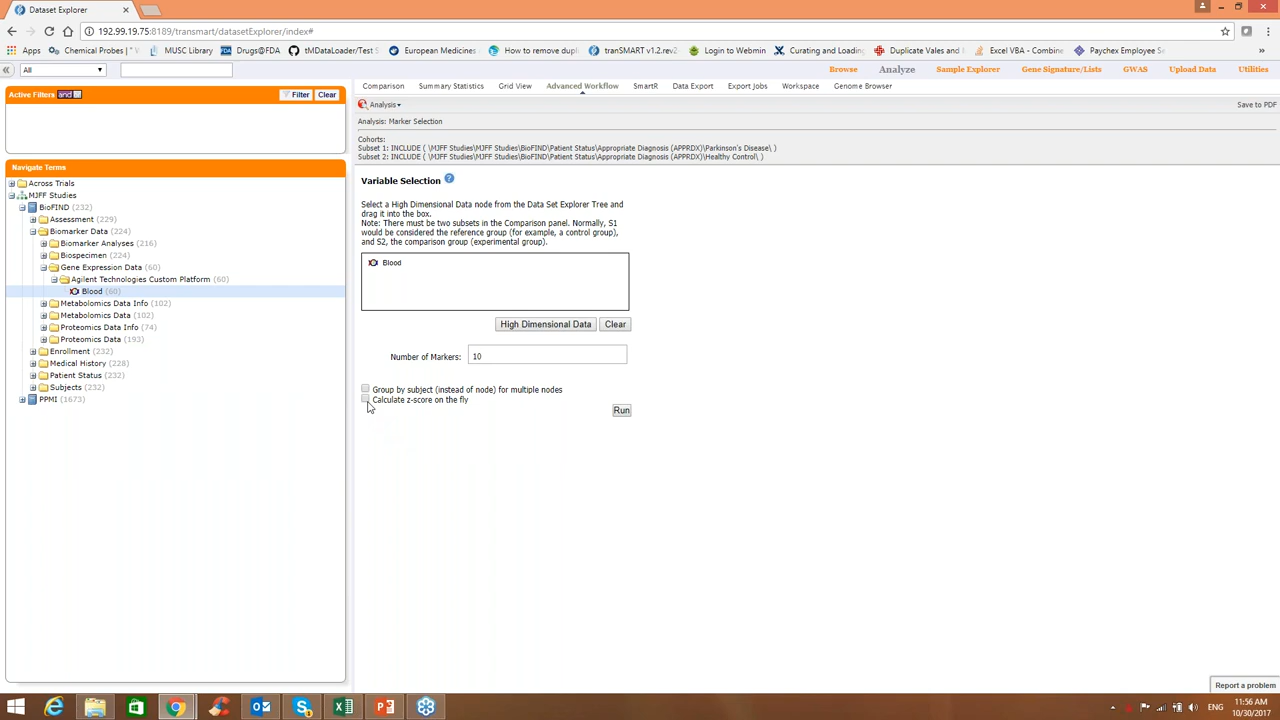 Dataset Explorer
192.99.19.75:8189/transmart/datasetExplorer/index#
Apps
Chemical Probes | "
MUSC Library
Drugs@FDA
tMDataLoader/Test S
European Medicines
How to remove dupl
tranSMART v1.2.rev2
Login to Webmin
Curating and Loading
Duplicate Vales and
Excel VBA - Combine
Paychex Employee Se
All
Browse
Analyze
Sample Explorer
Gene Signature/Lists
GWAS
Upload Data
Utilities
Active Filters and
Filter
Clear
Comparison
Summary Statistics
Grid View
Advanced Workflow
SmartR
Data Export
Export Jobs
Workspace
Genome Browser
Analysis
Save to PDF
Analysis: Marker Selection
Cohorts:
Subset 1: INCLUDE ( \MJFF Studies\MJFF Studies\BioFIND\Patient Status\Appropriate Diagnosis (APPRDX)\Parkinson's Disease\ )
Subset 2: INCLUDE ( \MJFF Studies\MJFF Studies\BioFIND\Patient Status\Appropriate Diagnosis (APPRDX)\Healthy Control\ )
Navigate Terms
Across Trials
MJFF Studies
BioFIND (232)
Assessment (229)
Biomarker Data (224)
Biomarker Analyses (216)
Biospecimen (224)
Gene Expression Data (60)
Agilent Technologies Custom Platform (60)
Blood (60)
Metabolomics Data Info (102)
Metabolomics Data (102)
Proteomics Data Info (74)
Proteomics Data (193)
Enrollment (232)
Medical History (228)
Patient Status (232)
Subjects (232)
PPMI (1673)
Variable Selection
Select a High Dimensional Data node from the Data Set Explorer Tree and
drag it into the box.
Note: There must be two subsets in the Comparison panel. Normally, S1
would be considered the reference group (for example, a control group),
and S2, the comparison group (experimental group).
Blood
High Dimensional Data
Clear
Number of Markers:
10
Group by subject (instead of node) for multiple nodes
Calculate z-score on the fly
Run
Report a problem
ENG
11:56 AM
10/30/2017